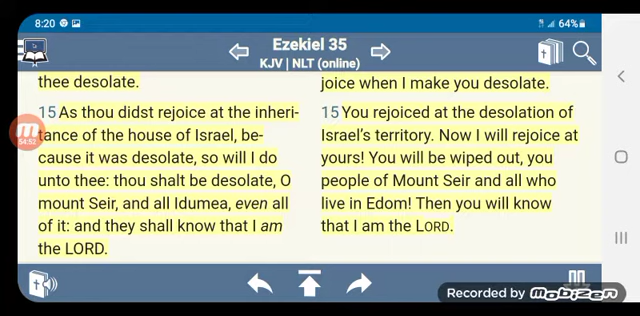 8:20
64%
Ezekiel 35
KJV | NLT (online)
thee desolate.
15 As thou didst rejoice at the inheri-
tance of the house of Israel, be-
cause it was desolate, so will I do
unto thee: thou shalt be desolate, O
mount Seir, and all Idumea, even all
of it: and they shall know that I am
the LORD.
joice when I make you desolate.
15 You rejoiced at the desolation of
Israel's territory. Now I will rejoice at
yours! You will be wiped out, you
people of Mount Seir and all who
live in Edom! Then you will know
that I am the LORD.
54:52
Recorded by Mobizen